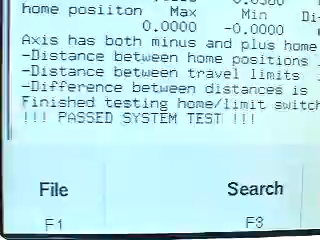 home posiiton Max Min Di
0.0000 -0.0000
Axis has both minus and plus home
-Distance between home positions
-Distance between travel limits
-Difference between distances is
Finished testing home/limit switch
!!! PASSED SYSTEM TEST !!!
File Search
F1 F3